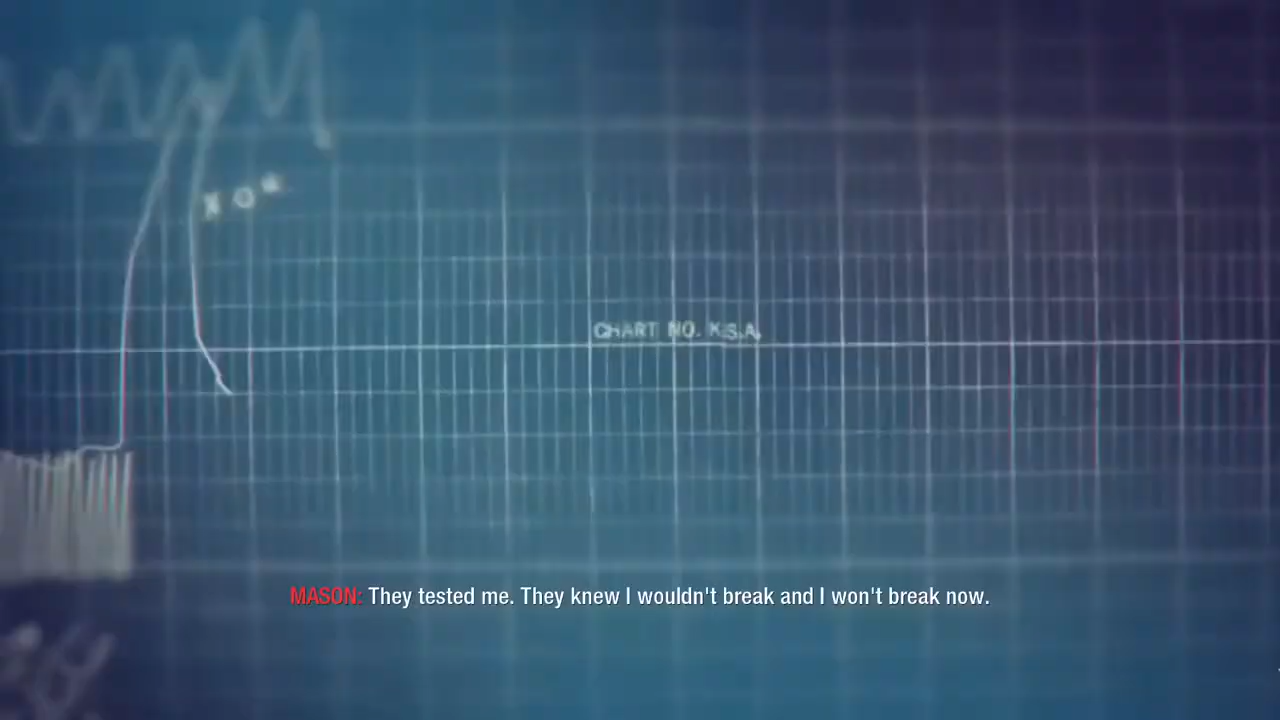 CHART NO. K.S.A.
MASON: They tested me. They knew I wouldn't break and I won't break now.